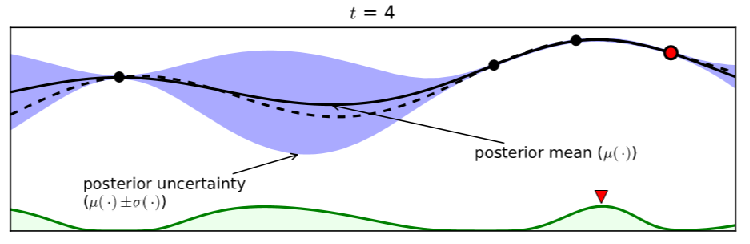 t = 4
posterior mean (μ(·))
posterior uncertainty
(μ(·)±σ(·))